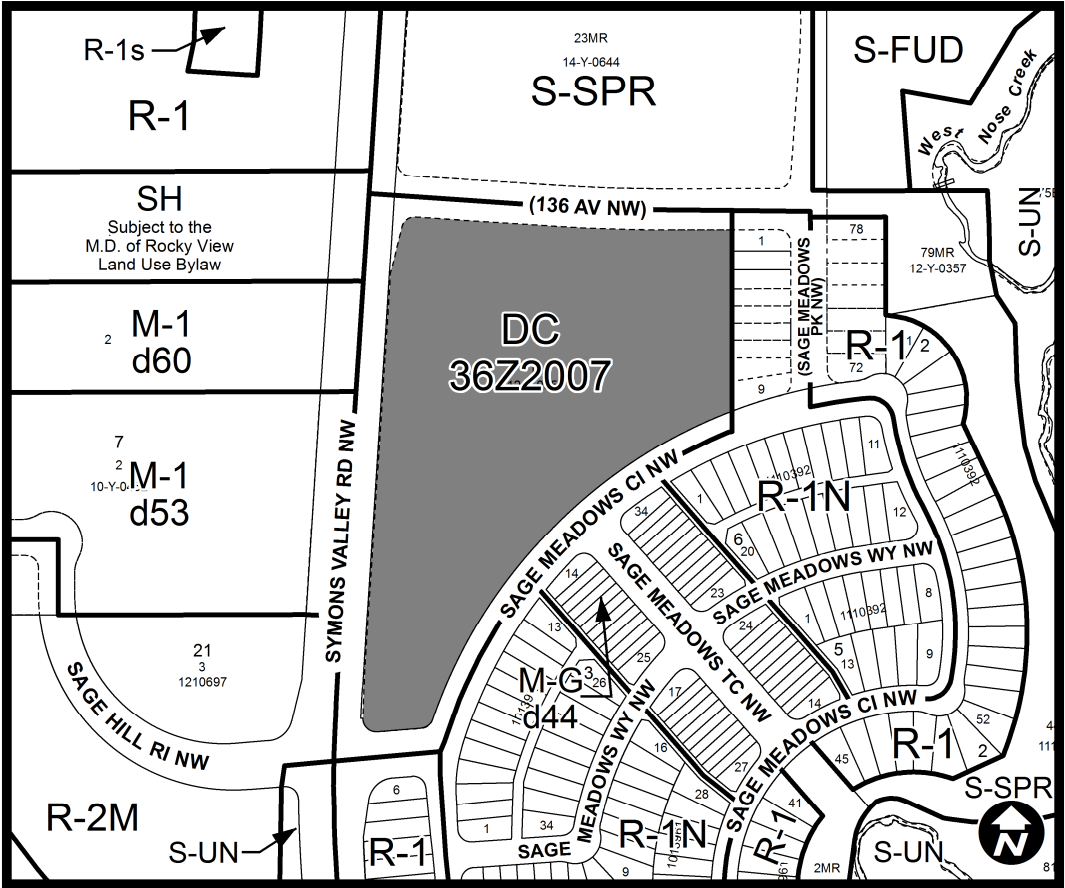 R-1s
R-1
23MR
14-Y-0644
S-SPR
S-FUD
West Nose Creek
SH
Subject to the
M.D. of Rocky View
Land Use Bylaw
(136 AV NW)
S-UN
1
78
79MR
12-Y-0357
(SAGE MEADOWS
PK NW)
M-1
2
d60
DC
36Z2007
R-1
1
2
72
9
7
2
M-1
d53
SYMONS VALLEY RD NW
SAGE MEADOWS CI NW
11
1110392
R-1N
1110392
1
34
12
6
20
SAGE MEADOWS WY NW
14
23
SAGE MEADOWS TC NW
24
1
1110392
8
13
5
13
9
21
3
1210697
25
M-G
3
26
d44
17
14
SAGE MEADOWS CI NW
SAGE HILL RI NW
MEADOWS WY NW
16
52
R-1
2
45
27
28
S-SPR
R-2M
6
41
S-UN
R-1
1
34
SAGE
R-1N
R-1
9
2MR
S-UN
N